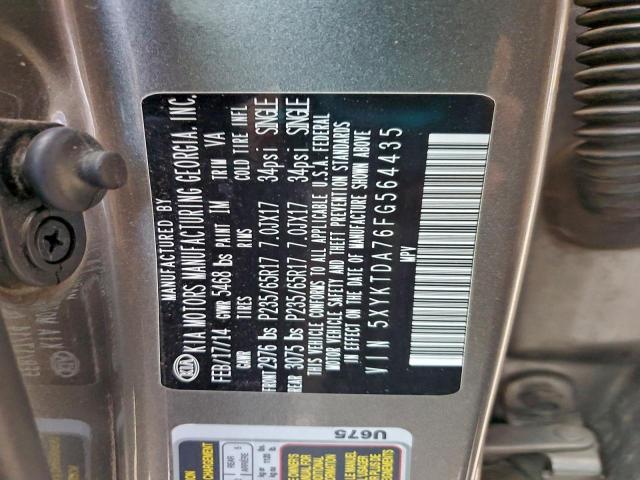 MANUFACTURED BY
KIA KIA MOTORS MANUFACTURING GEORGIA, INC.
FEB/17/14 GVWR 5468 lbs PAINT IM TRIM VA
GAWR TIRES RIMS COLD TIRE INFL
FRONT 2976 lbs P235/65R17 7.0JX17 34psi SINGLE
REAR 3075 lbs P235/65R17 7.0JX17 34psi SINGLE
THIS VEHICLE CONFORMS TO ALL APPLICABLE U.S.A. FEDERAL
MOTOR VEHICLE SAFETY AND THEFT PREVENTION STANDARDS
IN EFFECT ON THE DATE OF MANUFACTURE SHOWN ABOVE
VIN 5XYKTDA76FG564435
MPV
U675
REAR
ARRIÈRE